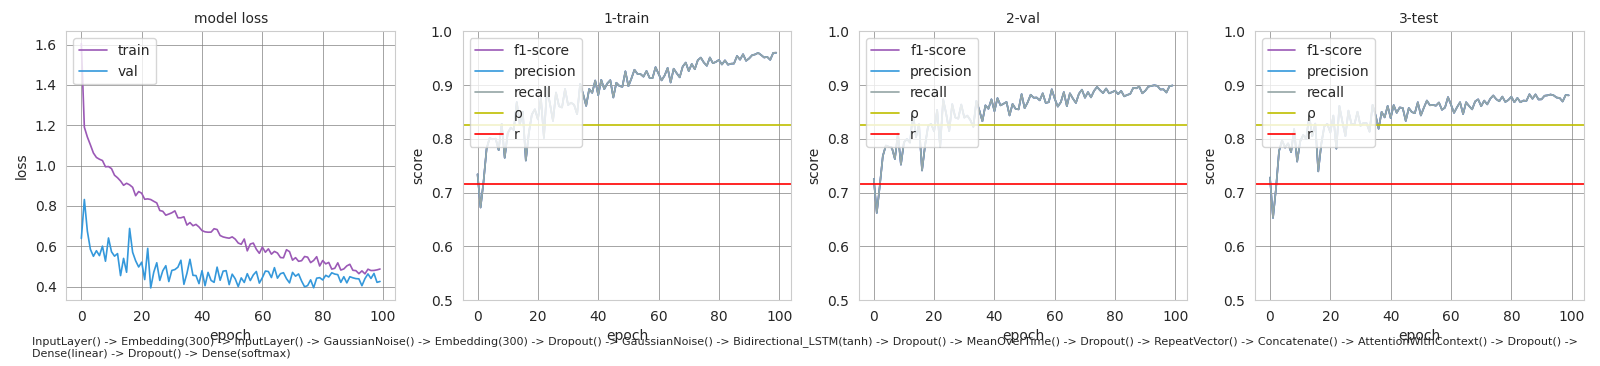 model loss
1.6
1.4
1.2
1.0
0.8
0.6
0.4
loss
train
val
0 20 40 60 80 100
epoch
1-train
1.0
0.9
0.8
0.7
0.6
0.5
score
f1-score
precision
recall
ρ
r
0 20 40 60 80 100
epoch
2-val
1.0
0.9
0.8
0.7
0.6
0.5
score
f1-score
precision
recall
ρ
r
0 20 40 60 80 100
epoch
3-test
1.0
0.9
0.8
0.7
0.6
0.5
score
f1-score
precision
recall
ρ
r
0 20 40 60 80 100
epoch
InputLayer() -> Embedding(300) -> InputLayer() -> GaussianNoise() -> Embedding(300) -> Dropout() -> GaussianNoise() -> Bidirectional_LSTM(tanh) -> Dropout() -> MeanOverTime() -> Dropout() -> RepeatVector() -> Concatenate() -> AttentionWithContext() -> Dropout() ->
Dense(linear) -> Dropout() -> Dense(softmax)